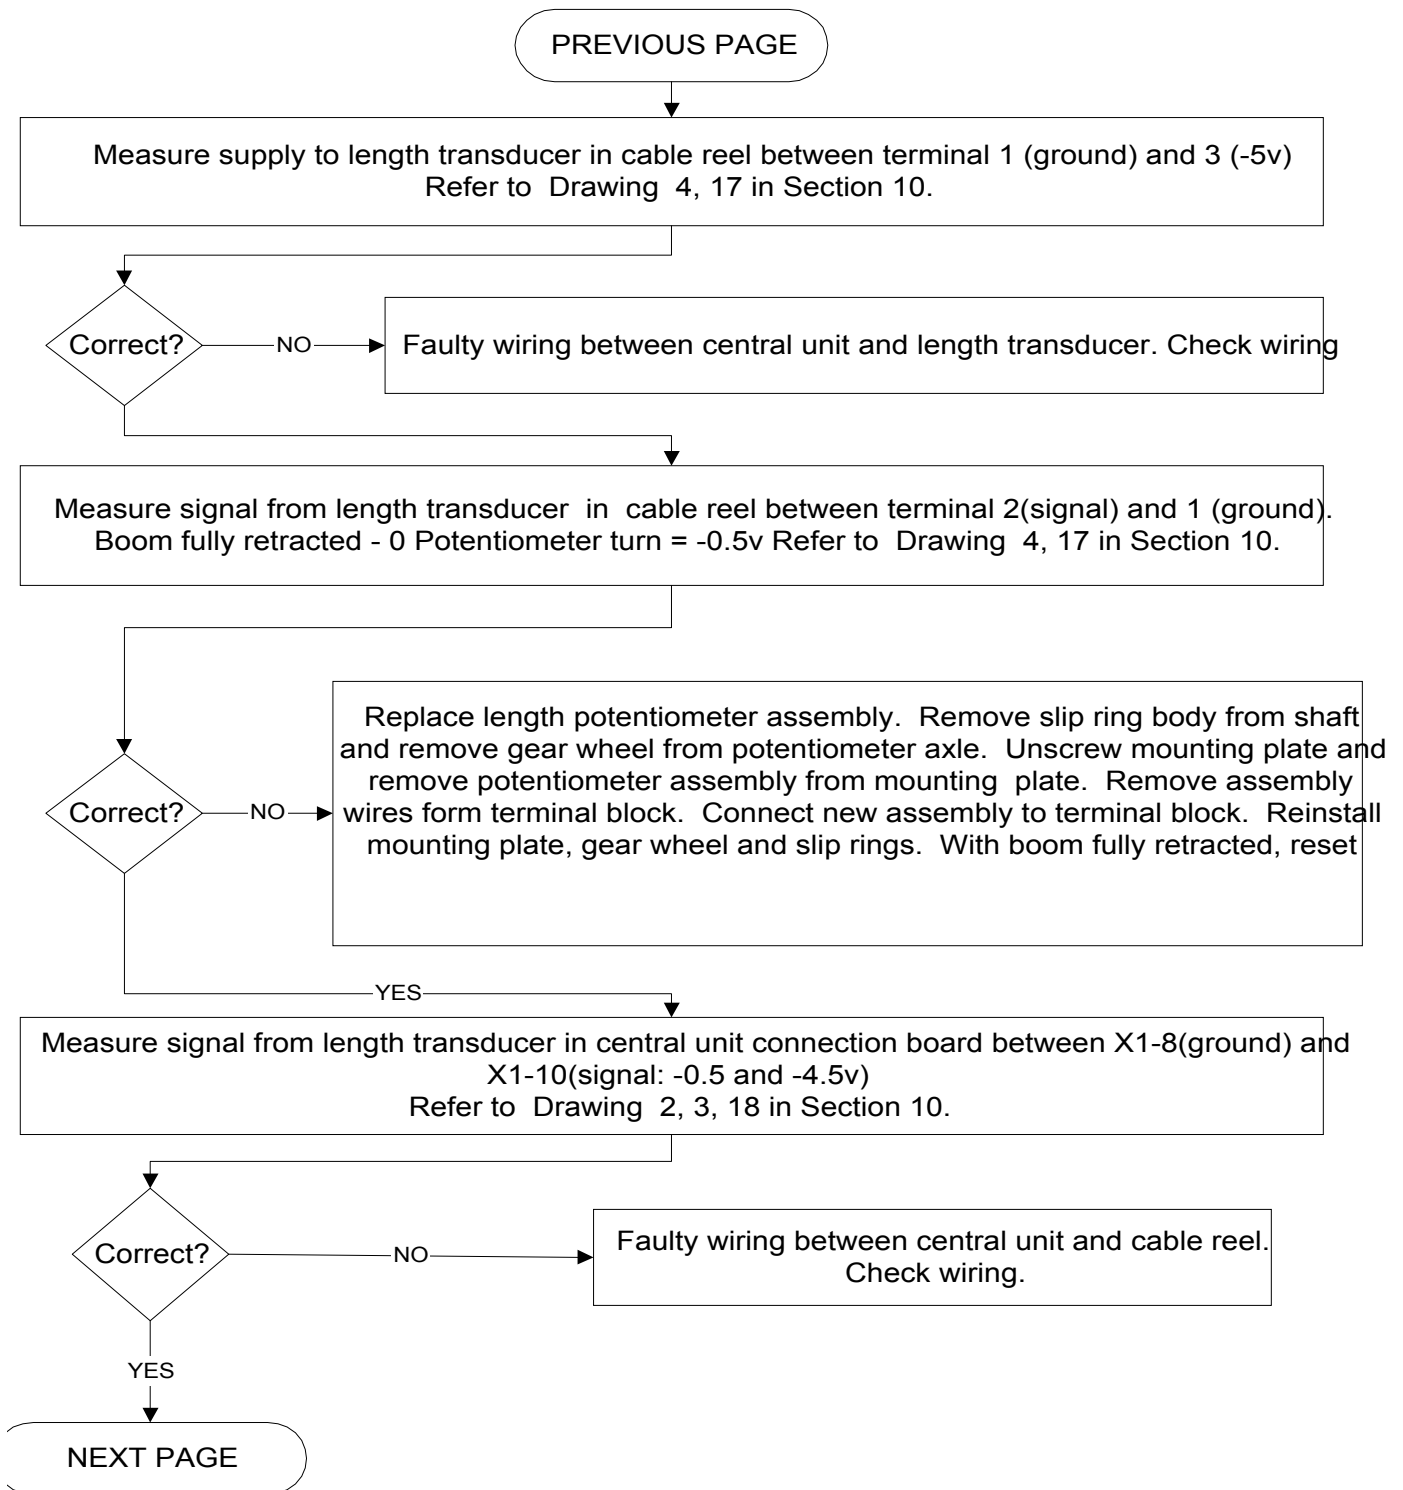 PREVIOUS PAGE
Measure supply to length transducer in cable reel between terminal 1 (ground) and 3 (-5v)
Refer to Drawing 4, 17 in Section 10.
Correct?
NO
Faulty wiring between central unit and length transducer. Check wiring
Measure signal from length transducer in cable reel between terminal 2(signal) and 1 (ground).
Boom fully retracted - 0 Potentiometer turn = -0.5v Refer to Drawing 4, 17 in Section 10.
Correct?
NO
Replace length potentiometer assembly. Remove slip ring body from shaft
and remove gear wheel from potentiometer axle. Unscrew mounting plate and
remove potentiometer assembly from mounting plate. Remove assembly
wires form terminal block. Connect new assembly to terminal block. Reinstall
mounting plate, gear wheel and slip rings. With boom fully retracted, reset
YES
Measure signal from length transducer in central unit connection board between X1-8(ground) and
X1-10(signal: -0.5 and -4.5v)
Refer to Drawing 2, 3, 18 in Section 10.
Correct?
NO
Faulty wiring between central unit and cable reel.
Check wiring.
YES
NEXT PAGE